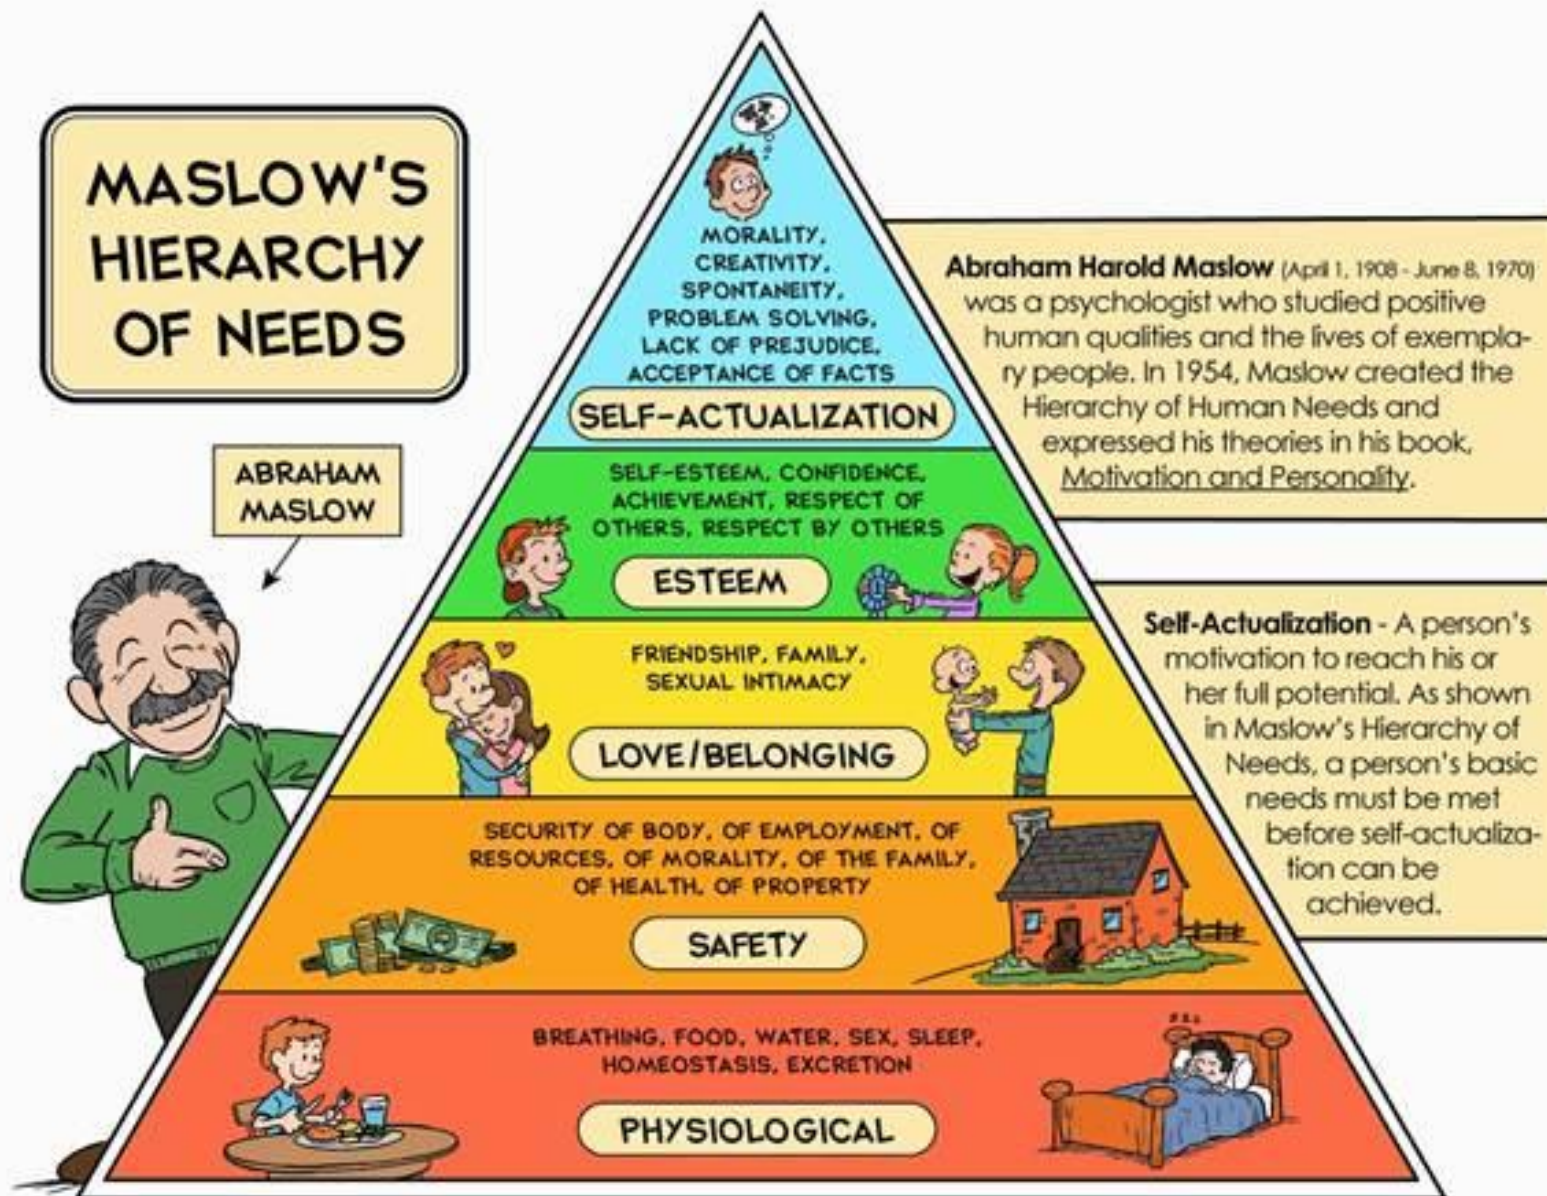 MASLOW'S
HIERARCHY
OF NEEDS
ABRAHAM
MASLOW
MORALITY,
CREATIVITY,
SPONTANEITY,
PROBLEM SOLVING,
LACK OF PREJUDICE,
ACCEPTANCE OF FACTS
SELF-ACTUALIZATION
SELF-ESTEEM, CONFIDENCE,
ACHIEVEMENT, RESPECT OF
OTHERS, RESPECT BY OTHERS
ESTEEM
FRIENDSHIP, FAMILY,
SEXUAL INTIMACY
LOVE/BELONGING
SECURITY OF BODY, OF EMPLOYMENT, OF
RESOURCES, OF MORALITY, OF THE FAMILY,
OF HEALTH, OF PROPERTY
SAFETY
BREATHING, FOOD, WATER, SEX, SLEEP,
HOMEOSTASIS, EXCRETION
PHYSIOLOGICAL
Abraham Harold Maslow (April 1, 1908 - June 8, 1970)
was a psychologist who studied positive
human qualities and the lives of exempla-
ry people. In 1954, Maslow created the
Hierarchy of Human Needs and
expressed his theories in his book,
Motivation and Personality.
Self-Actualization - A person's
motivation to reach his or
her full potential. As shown
in Maslow's Hierarchy of
Needs, a person's basic
needs must be met
before self-actualiza-
tion can be
achieved.